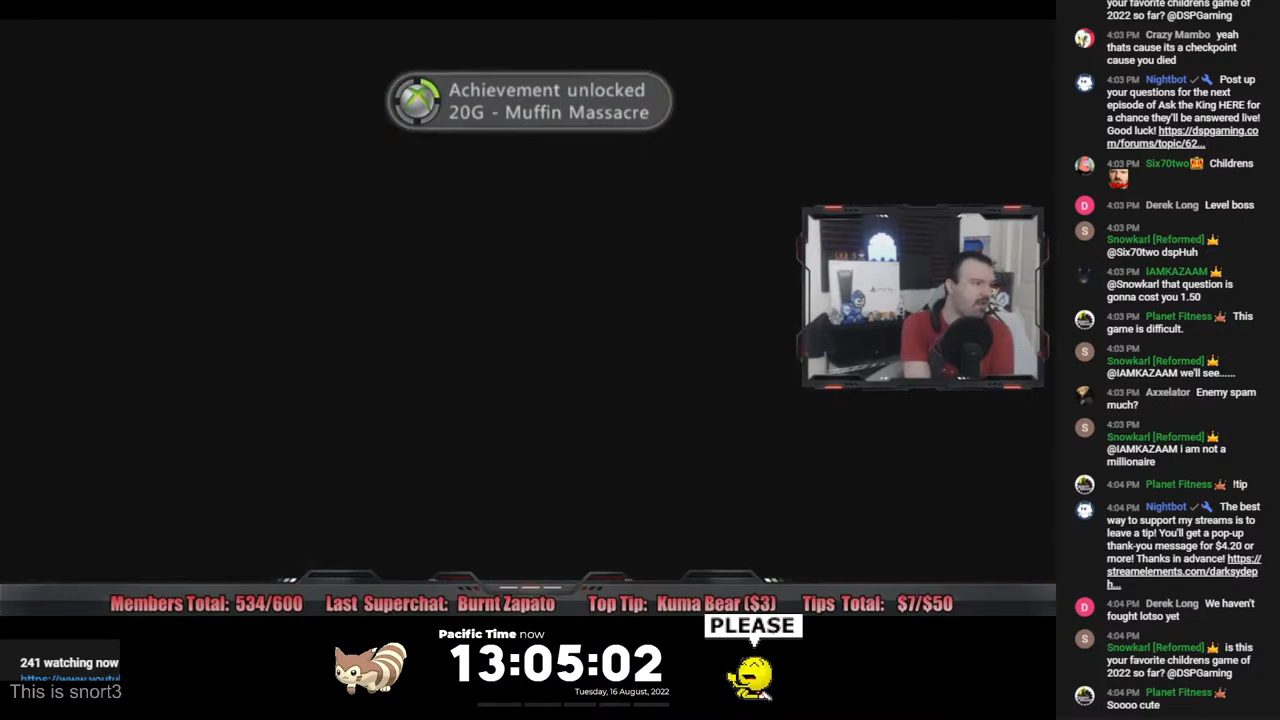 Achievement unlocked
20G - Muffin Massacre
Members Total: 534/600
Last Superchat: Burnt Zapato
Top Tip: Kuma Bear ($3)
Tips Total: $7/$50
PLEASE
Pacific Time now
13:05:02
Tuesday, 16 August, 2022
241 watching now
https://www.youtu
This is snort3
your favorite childrens game of
2022 so far? @DSPGaming
4:03 PM Crazy Mambo yeah
thats cause its a checkpoint
cause you died
4:03 PM Nightbot Post up
your questions for the next
episode of Ask the King HERE for
a chance they'll be answered live!
Good luck! https://dspgaming.co
m/forums/topic/62...
4:03 PM Six70two Childrens
4:03 PM Derek Long Level boss
4:03 PM
Snowkarl [Reformed]
@Six70two dspHuh
4:03 PM IAMKAZAAM
@Snowkarl that question is
gonna cost you 1.50
4:03 PM Planet Fitness This
game is difficult.
4:03 PM
Snowkarl [Reformed]
@IAMKAZAAM we'll see......
4:03 PM Axxelator Enemy spam
much?
4:03 PM
Snowkarl [Reformed]
@IAMKAZAAM i am not a
millionaire
4:04 PM Planet Fitness !tip
4:04 PM Nightbot The best
way to support my streams is to
leave a tip! You'll get a pop-up
thank-you message for $4.20 or
more! Thanks in advance! https://
streamelements.com/darksydep
h...
4:04 PM Derek Long We haven't
fought lotso yet
4:04 PM
Snowkarl [Reformed] is this
your favorite childrens game of
2022 so far? @DSPGaming
4:04 PM Planet Fitness
Soooo cute